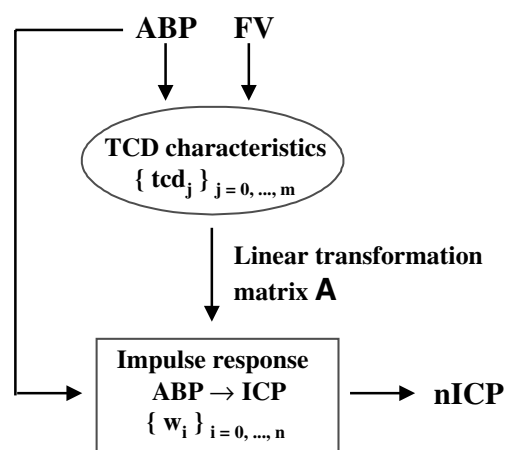 ABP FV
TCD characteristics
{ tcd_j }_{j = 0, ..., m}
Linear transformation
matrix A
Impulse response
ABP → ICP
{ w_i }_{i = 0, ..., n}
nICP